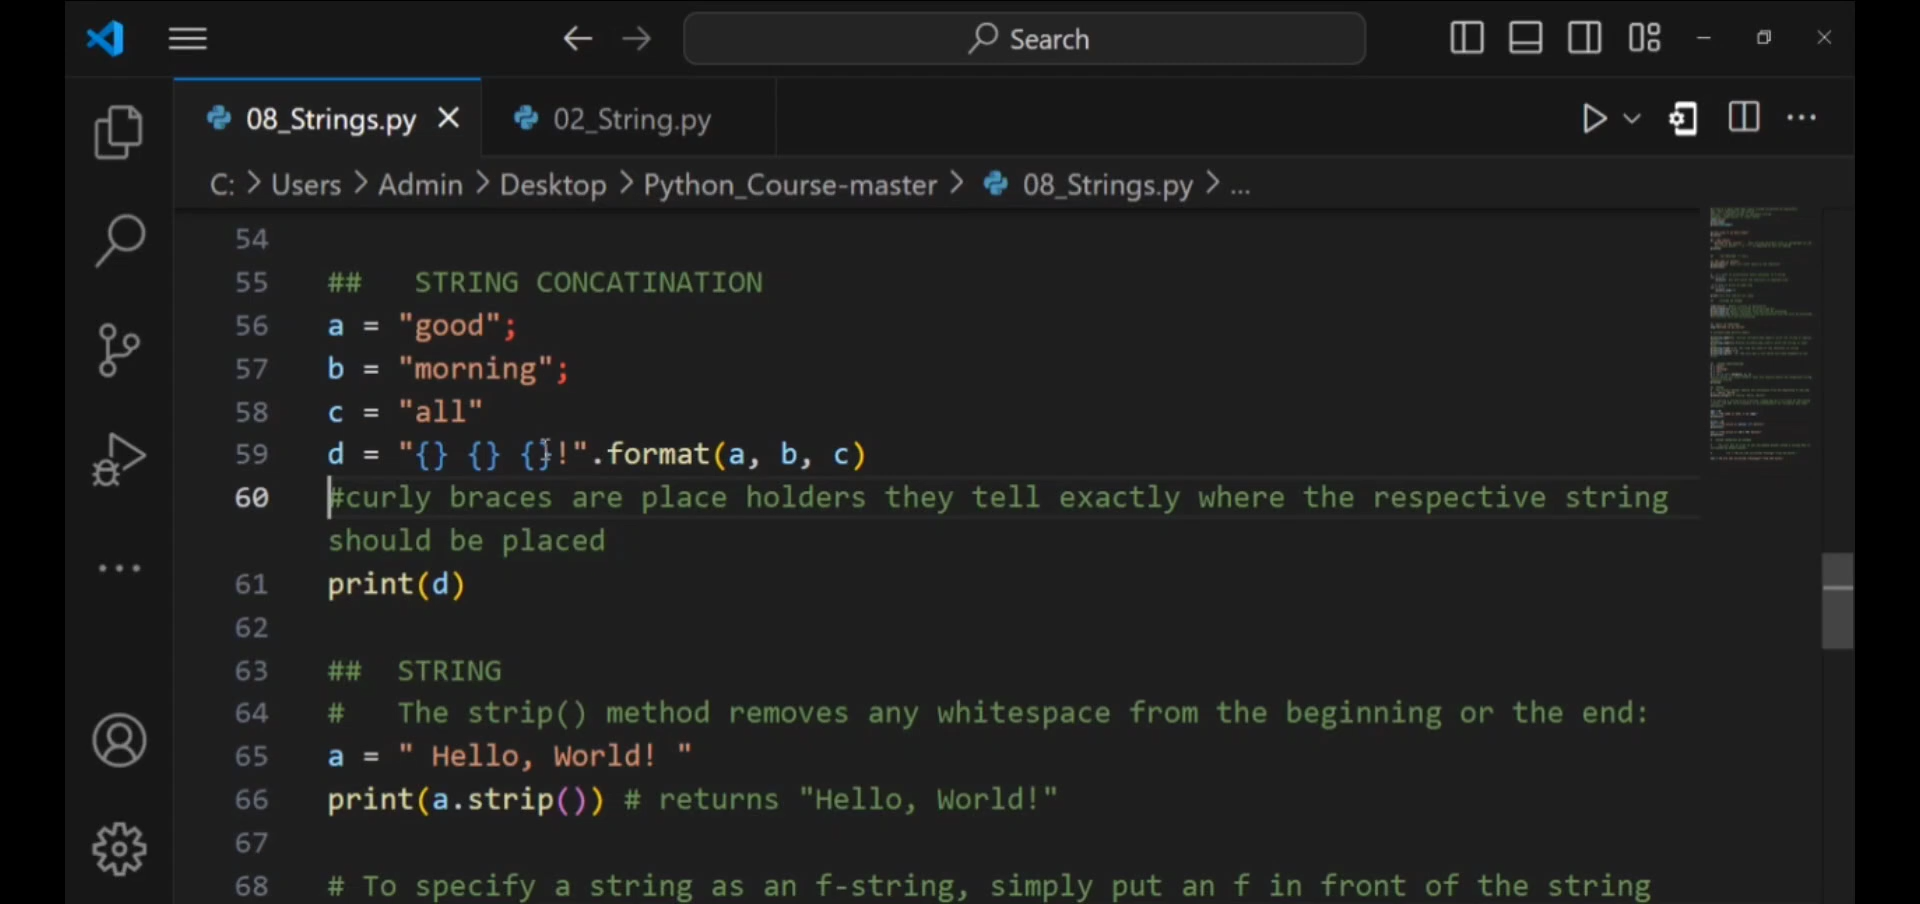 Search
08_Strings.py
02_String.py
C: > Users > Admin > Desktop > Python_Course-master > 08_Strings.py > ...
54
55 ##   STRING CONCATINATION
56 a = "good";
57 b = "morning";
58 c = "all"
59 d = "{} {} {}!".format(a, b, c)
60 #curly braces are place holders they tell exactly where the respective string
should be placed
61 print(d)
62
63 ##  STRING
64 #   The strip() method removes any whitespace from the beginning or the end:
65 a = " Hello, World! "
66 print(a.strip()) # returns "Hello, World!"
67
68 # To specify a string as an f-string, simply put an f in front of the string